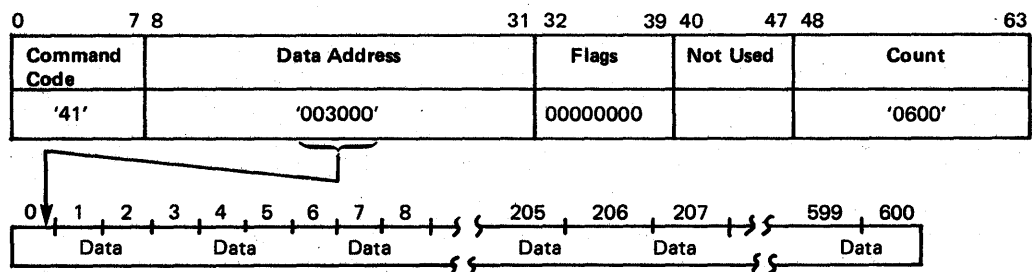 0 7 8 31 32 39 40 47 48 63
Command Code Data Address Flags Not Used Count
'41' '003000' 00000000 '0600'
0 1 2 3 4 5 6 7 8 205 206 207 599 600
Data Data Data Data Data Data